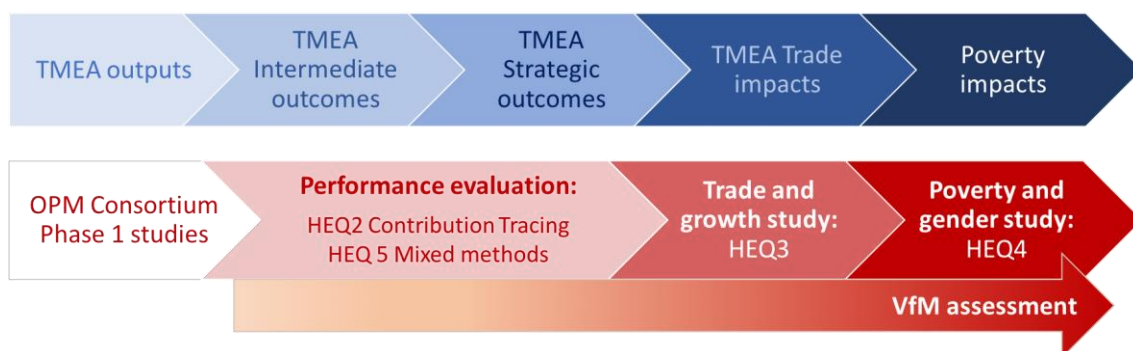 TMEA outputs
TMEA
Intermediate
outcomes
TMEA
Strategic
outcomes
TMEA Trade
impacts
Poverty
impacts
OPM Consortium
Phase 1 studies
Performance evaluation:
HEQ2 Contribution Tracing
HEQ 5 Mixed methods
Trade and
growth study:
HEQ3
Poverty and
gender study:
HEQ4
VfM assessment